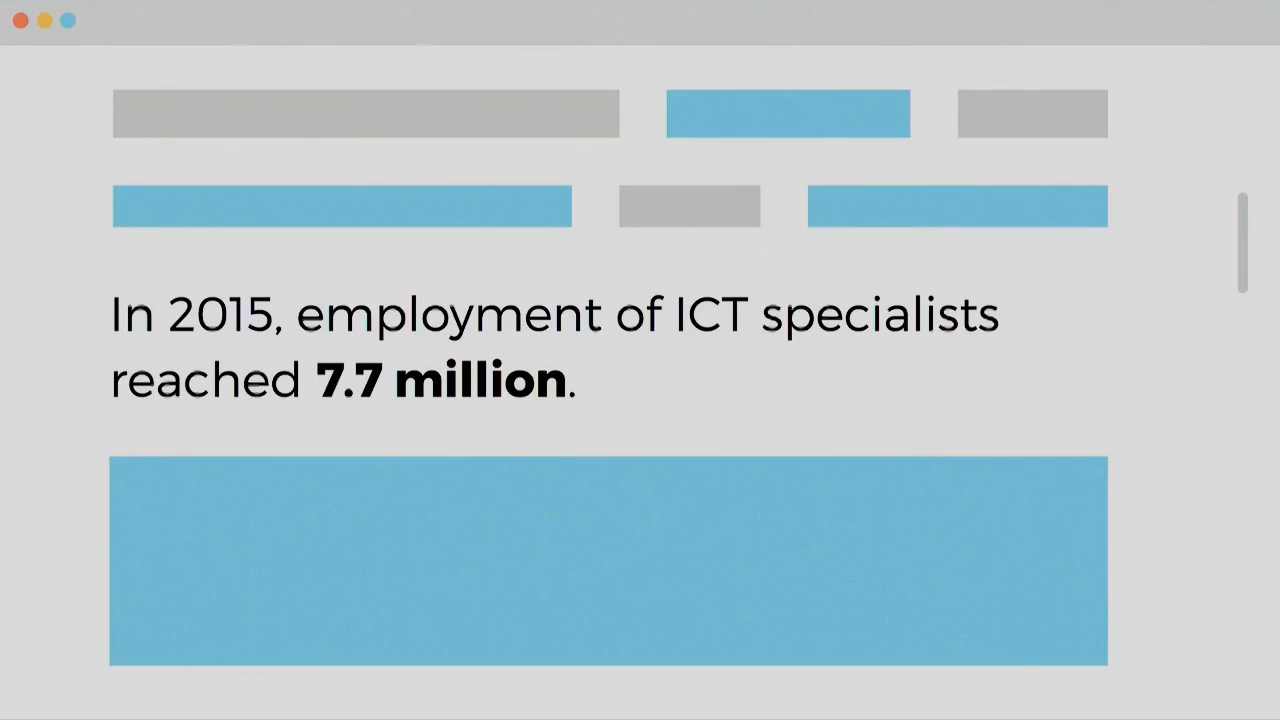 In 2015, employment of ICT specialists
reached 7.7 million.